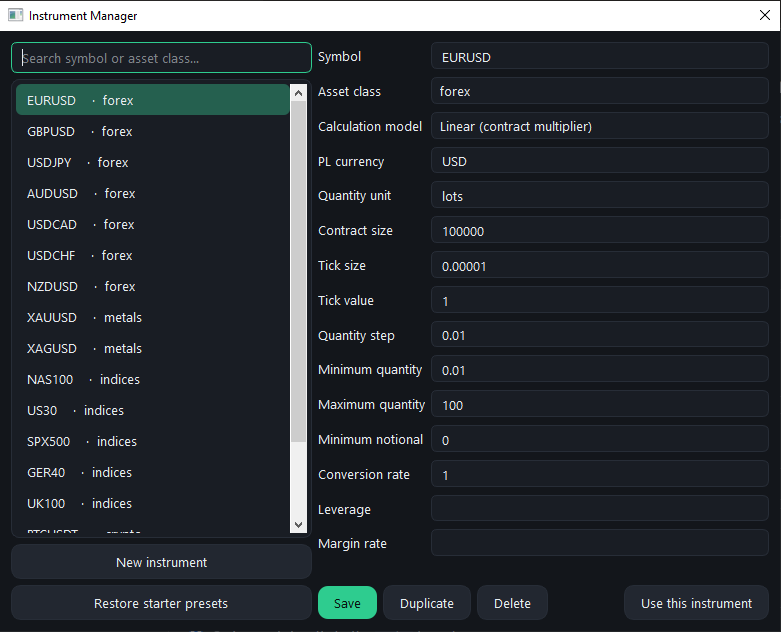 Instrument Manager
Search symbol or asset class...
EURUSD · forex
GBPUSD · forex
USDJPY · forex
AUDUSD · forex
USDCAD · forex
USDCHF · forex
NZDUSD · forex
XAUUSD · metals
XAGUSD · metals
NAS100 · indices
US30 · indices
SPX500 · indices
GER40 · indices
UK100 · indices
BTCUSDT · crypto
New instrument
Restore starter presets
Symbol EURUSD
Asset class forex
Calculation model Linear (contract multiplier)
PL currency USD
Quantity unit lots
Contract size 100000
Tick size 0.00001
Tick value 1
Quantity step 0.01
Minimum quantity 0.01
Maximum quantity 100
Minimum notional 0
Conversion rate 1
Leverage
Margin rate
Save Duplicate Delete Use this instrument